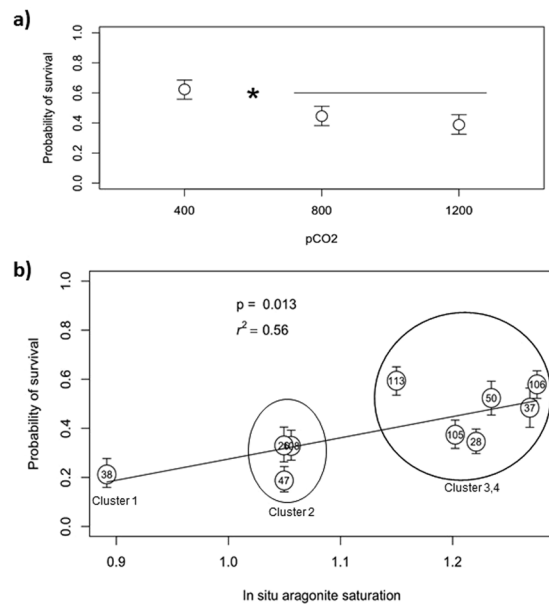 a)
Probability of survival
1.0
0.8
0.6
0.4
0.2
0.0
*
400
800
1200
pCO2
b)
Probability of survival
1.0
0.8
0.6
0.4
0.2
0.0
p = 0.013
r² = 0.56
113
50
106
37
105
28
47
38
Cluster 1
Cluster 2
Cluster 3,4
0.9
1.0
1.1
1.2
In situ aragonite saturation